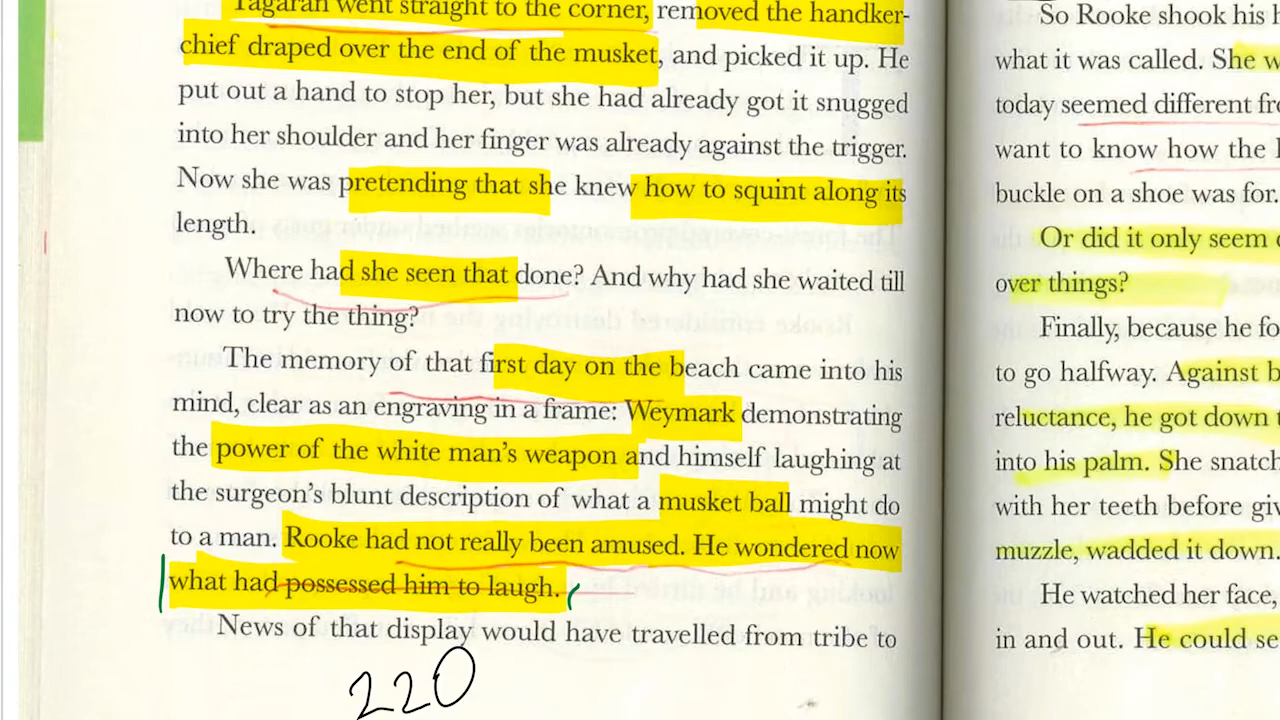 Tagaran went straight to the corner, removed the handker-
chief draped over the end of the musket, and picked it up. He
put out a hand to stop her, but she had already got it snugged
into her shoulder and her finger was already against the trigger.
Now she was pretending that she knew how to squint along its
length.
Where had she seen that done? And why had she waited till
now to try the thing?
The memory of that first day on the beach came into his
mind, clear as an engraving in a frame: Weymark demonstrating
the power of the white man's weapon and himself laughing at
the surgeon's blunt description of what a musket ball might do
to a man. Rooke had not really been amused. He wondered now
what had possessed him to laugh.
News of that display would have travelled from tribe to
220
So Rooke shook his
what it was called. She
today seemed different
want to know how the
buckle on a shoe was for.
Or did it only seem
over things?
Finally, because he
to go halfway. Against
reluctance, he got down
into his palm. She
with her teeth before
muzzle, wadded it down.
He watched her face,
in and out. He could